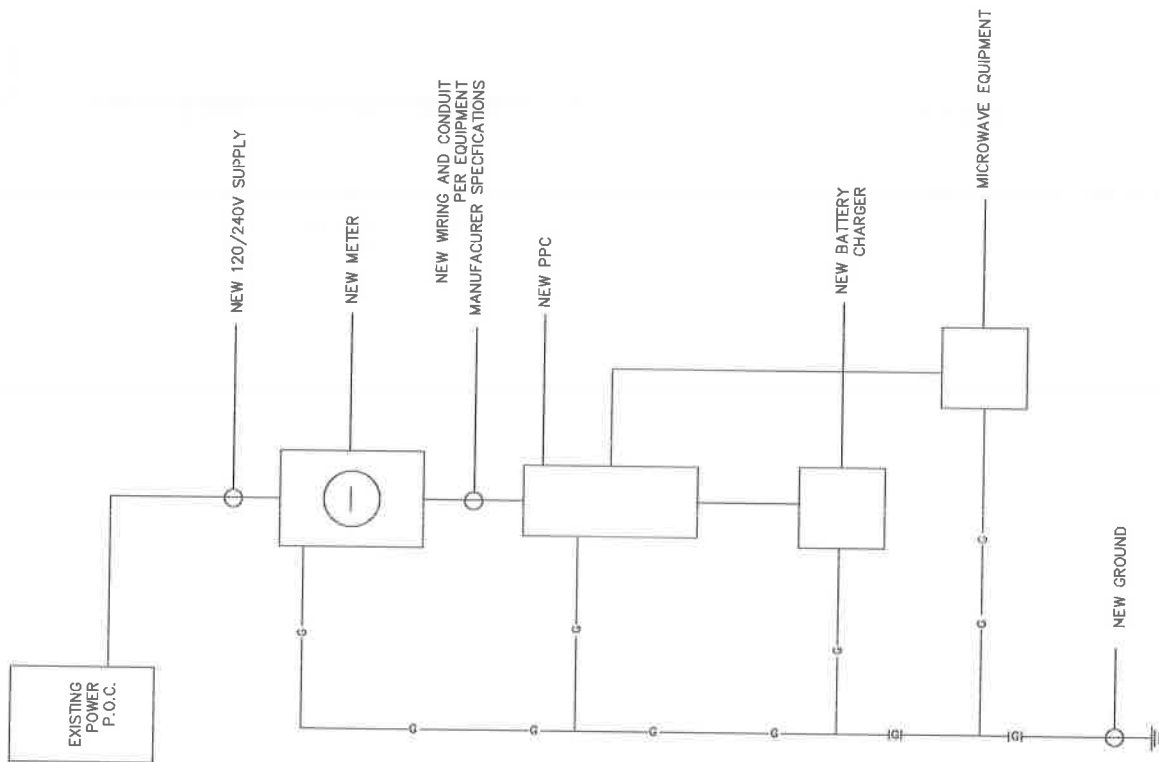 EXISTING
POWER
P.O.C.
NEW 120/240V SUPPLY
NEW METER
NEW WIRING AND CONDUIT
PER EQUIPMENT
MANUFACURER SPECFICATIONS
NEW PPC
NEW BATTERY
CHARGER
MICROWAVE EQUIPMENT
NEW GROUND
G
G
G
G
G
G
G
G
G
G
G